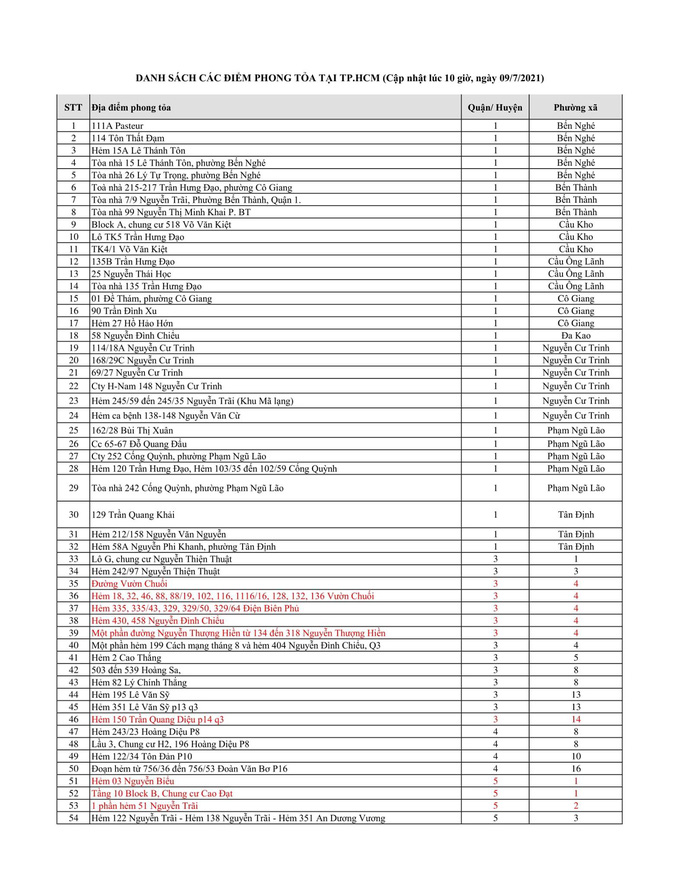 DANH SÁCH CÁC ĐIỂM PHONG TỎA TẠI TP.HCM (Cập nhật lúc 10 giờ, ngày 09/7/2021)
STT Địa điểm phong tỏa Quận/ Huyện Phường xã
1 111A Pasteur 1 Bến Nghé
2 114 Tôn Thất Đạm 1 Bến Nghé
3 Hẻm 15A Lê Thánh Tôn 1 Bến Nghé
4 Tòa nhà 15 Lê Thánh Tôn, phường Bến Nghé 1 Bến Nghé
5 Tòa nhà 26 Lý Tự Trọng, phường Bến Nghé 1 Bến Nghé
6 Toà nhà 215-217 Trần Hưng Đạo, phường Cô Giang 1 Bến Thành
7 Tòa nhà 7/9 Nguyễn Trãi, Phường Bến Thành, Quận 1. 1 Bến Thành
8 Tòa nhà 99 Nguyễn Thị Minh Khai P. BT 1 Bến Thành
9 Block A, chung cư 518 Võ Văn Kiệt 1 Cầu Kho
10 Lô TK5 Trần Hưng Đạo 1 Cầu Kho
11 TK4/1 Võ Văn Kiệt 1 Cầu Kho
12 135B Trần Hưng Đạo 1 Cầu Ông Lãnh
13 25 Nguyễn Thái Học 1 Cầu Ông Lãnh
14 Tòa nhà 135 Trần Hưng Đạo 1 Cầu Ông Lãnh
15 01 Đề Thám, phường Cô Giang 1 Cô Giang
16 90 Trần Đình Xu 1 Cô Giang
17 Hẻm 27 Hồ Hảo Hớn 1 Cô Giang
18 58 Nguyễn Đình Chiểu 1 Đa Kao
19 114/18A Nguyễn Cư Trinh 1 Nguyễn Cư Trinh
20 168/29C Nguyễn Cư Trinh 1 Nguyễn Cư Trinh
21 69/27 Nguyễn Cư Trinh 1 Nguyễn Cư Trinh
22 Cty H-Nam 148 Nguyễn Cư Trinh 1 Nguyễn Cư Trinh
23 Hẻm 245/59 đến 245/35 Nguyễn Trãi (Khu Mã lạng) 1 Nguyễn Cư Trinh
24 Hẻm ca bệnh 138-148 Nguyễn Văn Cừ 1 Nguyễn Cư Trinh
25 162/28 Bùi Thị Xuân 1 Phạm Ngũ Lão
26 Cc 65-67 Đỗ Quang Đẩu 1 Phạm Ngũ Lão
27 Cty 252 Cống Quỳnh, phường Phạm Ngũ Lão 1 Phạm Ngũ Lão
28 Hẻm 120 Trần Hưng Đạo, Hẻm 103/35 đến 102/59 Cống Quỳnh 1 Phạm Ngũ Lão
29 Tòa nhà 242 Cống Quỳnh, phường Phạm Ngũ Lão 1 Phạm Ngũ Lão
30 129 Trần Quang Khải 1 Tân Định
31 Hẻm 212/158 Nguyễn Văn Nguyễn 1 Tân Định
32 Hẻm 58A Nguyễn Phi Khanh, phường Tân Định 1 Tân Định
33 Lô G, chung cư Nguyễn Thiện Thuật 3 1
34 Hẻm 242/97 Nguyễn Thiện Thuật 3 3
35 Đường Vườn Chuối 3 4
36 Hẻm 18, 32, 46, 88, 88/19, 102, 116, 1116/16, 128, 132, 136 Vườn Chuối 3 4
37 Hẻm 335, 335/43, 329, 329/50, 329/64 Điện Biên Phủ 3 4
38 Hẻm 430, 458 Nguyễn Đình Chiểu 3 4
39 Một phần đường Nguyễn Thượng Hiền từ 134 đến 318 Nguyễn Thượng Hiền 3 4
40 Một phần hẻm 199 Cách mạng tháng 8 và hẻm 404 Nguyễn Đình Chiểu, Q3 3 4
41 Hẻm 2 Cao Thắng 3 5
42 503 đến 539 Hoàng Sa, 3 8
43 Hẻm 82 Lý Chính Thắng 3 8
44 Hẻm 195 Lê Văn Sỹ 3 13
45 Hẻm 351 Lê Văn Sỹ p13 q3 3 13
46 Hẻm 150 Trần Quang Diệu p14 q3 3 14
47 Hẻm 243/23 Hoàng Diệu P8 4 8
48 Lầu 3, Chung cư H2, 196 Hoàng Diệu P8 4 8
49 Hẻm 122/34 Tôn Đản P10 4 10
50 Đoạn hẻm từ 756/36 đến 756/53 Đoàn Văn Bơ P16 4 16
51 Hẻm 03 Nguyễn Biểu 5 1
52 Tầng 10 Block B, Chung cư Cao Đạt 5 1
53 1 phần hẻm 51 Nguyễn Trãi 5 2
54 Hẻm 122 Nguyễn Trãi - Hẻm 138 Nguyễn Trãi - Hẻm 351 An Dương Vương 5 3